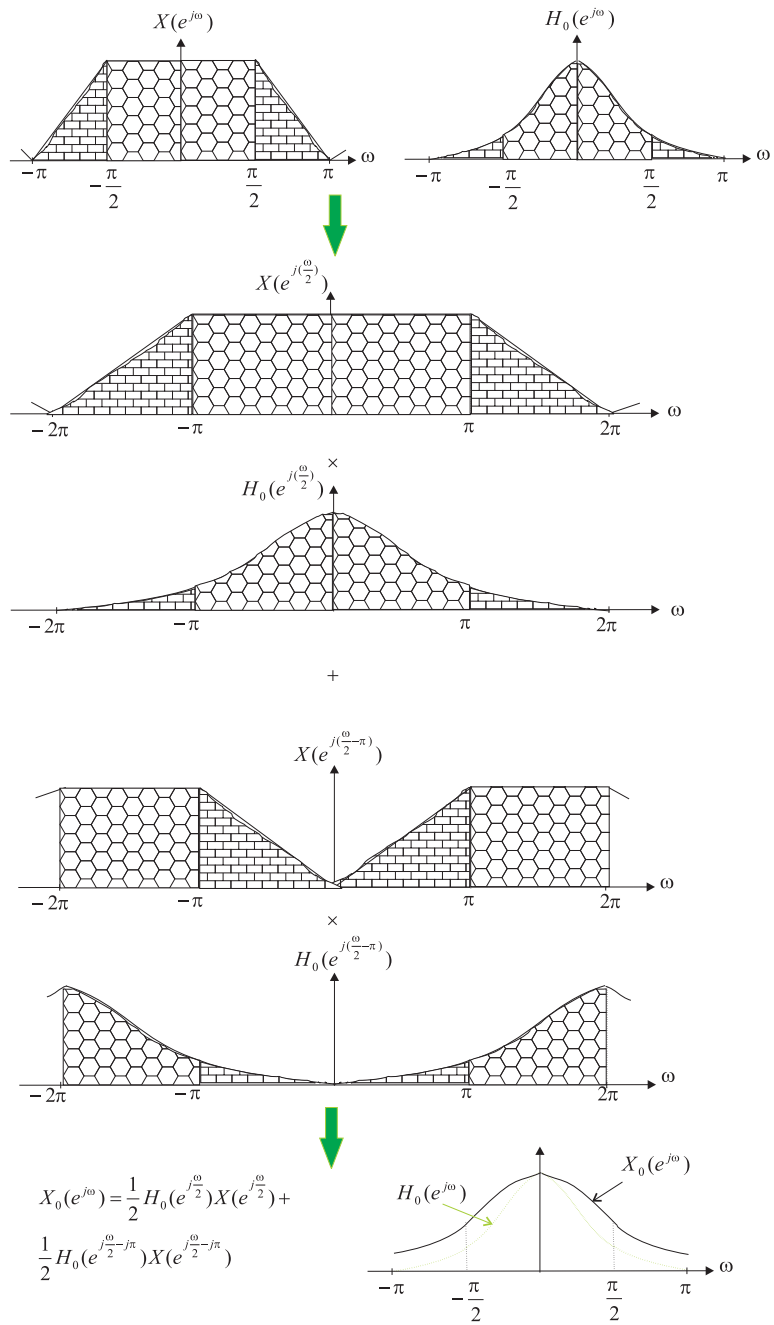 X(e^{jω}) H_0(e^{jω})
−π −π/2 π/2 π ω −π −π/2 π/2 π ω
X(e^{j(ω/2)})
−2π −π π 2π ω
×
H_0(e^{j(ω/2)})
−2π −π π 2π ω
+
X(e^{j(ω/2−π)})
−2π −π π 2π ω
×
H_0(e^{j(ω/2−π)})
−2π −π π 2π ω
X_0(e^{jω}) = 1/2 H_0(e^{jω/2})X(e^{jω/2}) +
1/2 H_0(e^{jω/2−jπ})X(e^{jω/2−jπ})
H_0(e^{jω}) X_0(e^{jω})
−π −π/2 π/2 π ω